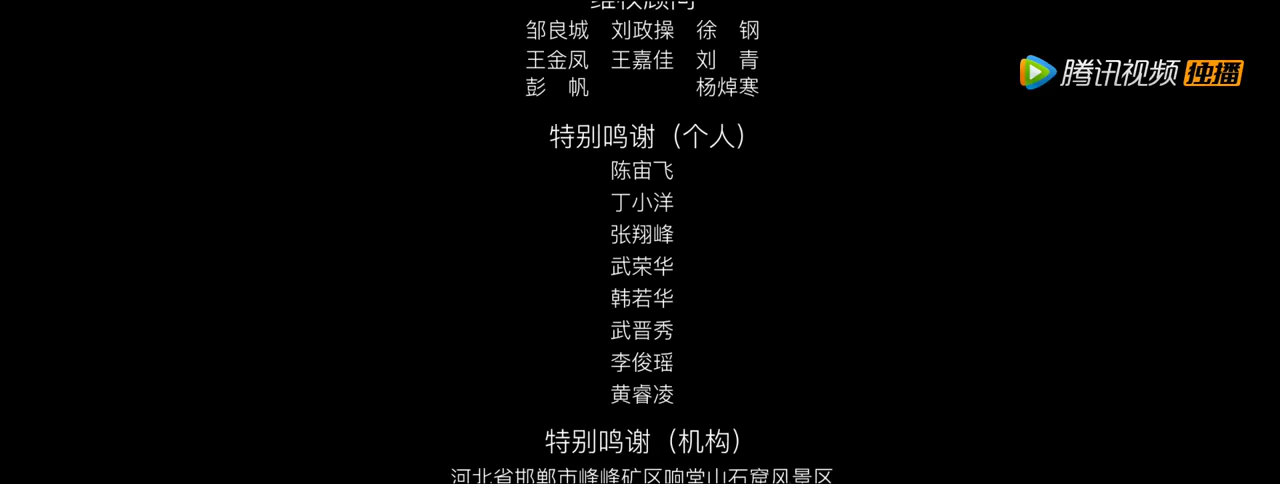 维权顾问
邹良城 刘政操 徐 钢
王金凤 王嘉佳 刘 青
彭 帆 杨焯寒
腾讯视频 独播
特别鸣谢（个人）
陈宙飞
丁小洋
张翔峰
武荣华
韩若华
武晋秀
李俊瑶
黄睿凌
特别鸣谢（机构）
河北省邯郸市峰峰矿区响堂山石窟风景区